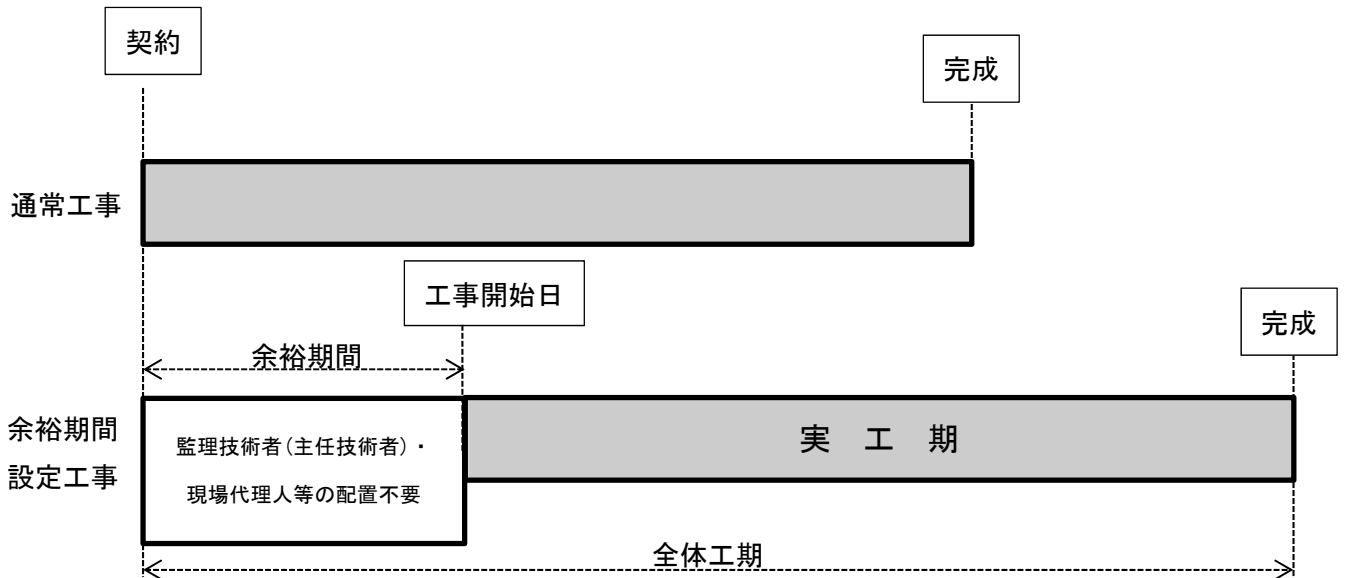 契約
完成
通常工事
工事開始日
完成
余裕期間
余裕期間
設定工事
監理技術者(主任技術者)・
現場代理人等の配置不要
実 工 期
全体工期